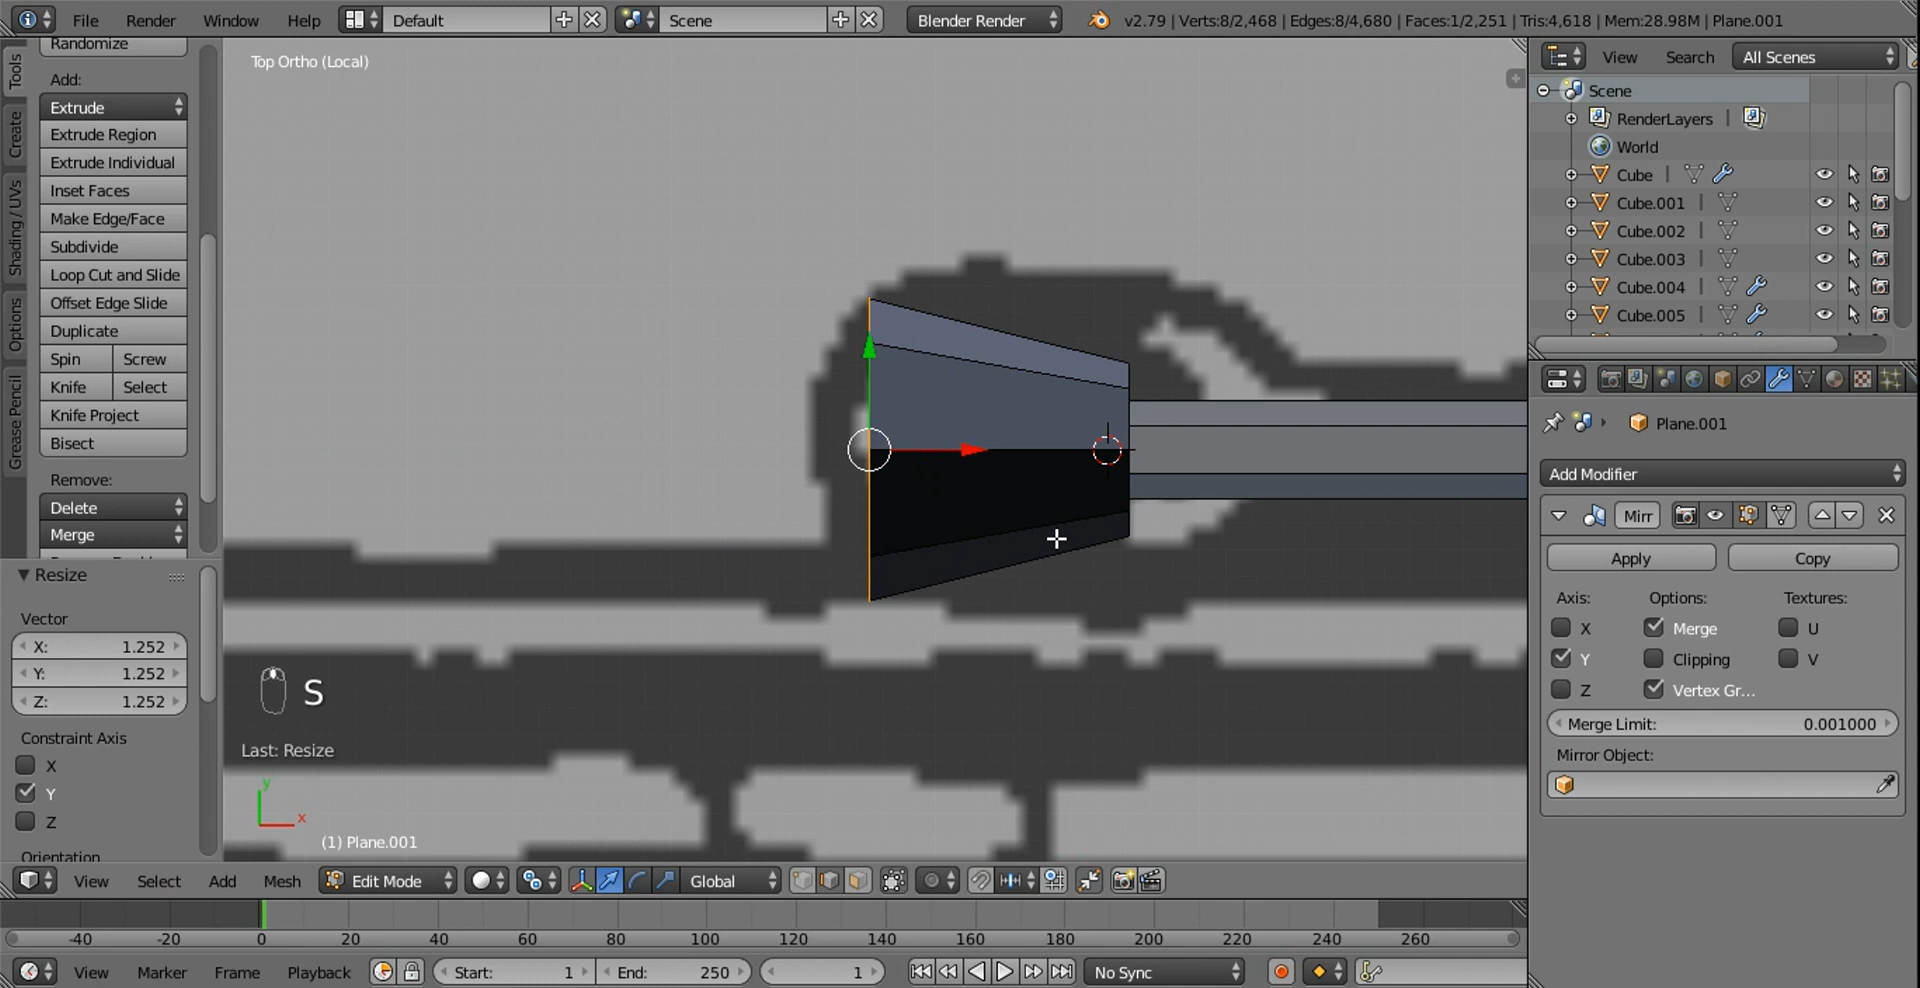 File Render Window Help Default Scene Blender Render v2.79 | Verts:8/2,468 | Edges:8/4,680 | Faces:1/2,251 | Tris:4,618 | Mem:28.98M | Plane.001
Tools
Create
Shading / UVs
Options
Grease Pencil
Randomize
Add:
Extrude
Extrude Region
Extrude Individual
Inset Faces
Make Edge/Face
Subdivide
Loop Cut and Slide
Offset Edge Slide
Duplicate
Spin Screw
Knife Select
Knife Project
Bisect
Remove:
Delete
Merge
Resize
Vector
X: 1.252
Y: 1.252
Z: 1.252
Constraint Axis
X
Y
Z
Orientation
Top Ortho (Local)
S
Last: Resize
y
x
(1) Plane.001
View Select Add Mesh Edit Mode Global
-40 -20 0 20 40 60 80 100 120 140 160 180 200 220 240 260
View Marker Frame Playback Start: 1 End: 250 1 No Sync
View Search All Scenes
Scene
RenderLayers |
World
Cube |
Cube.001 |
Cube.002 |
Cube.003 |
Cube.004 |
Cube.005 |
Plane.001
Add Modifier
Mirr
Apply Copy
Axis: Options: Textures:
X Merge U
Y Clipping V
Z Vertex Gr...
Merge Limit: 0.001000
Mirror Object: